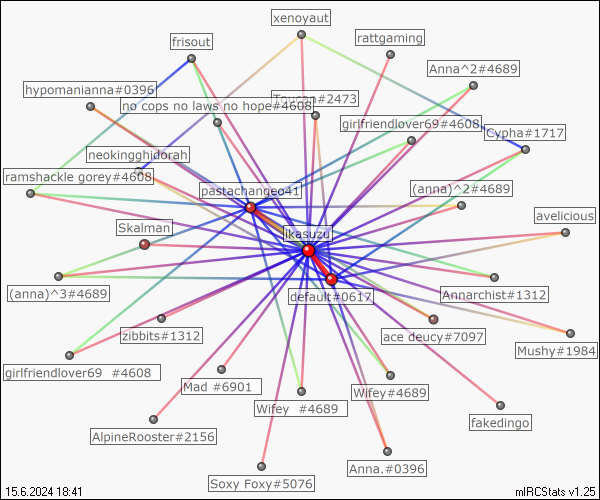 xenoyaut
rattgaming
frisout
Anna^2#4689
hypomanianna#0396
Toucan#2473
no cops no laws no hope#4608
girlfriendlover69#4608
Cypha#1717
neokingghidorah
ramshackle gorey#4608
pastachangeo41
(anna)^2#4689
avelicious
Skalman
ikasuzu
(anna)^3#4689
default#0617
Annarchist#1312
zibbits#1312
ace deucy#7097
Mushy#1984
girlfriendlover69 #4608
Mad #6901
Wifey #4689
Wifey#4689
fakedingo
AlpineRooster#2156
Anna.#0396
Soxy Foxy#5076
15.6.2024 18:41
mIRCStats v1.25